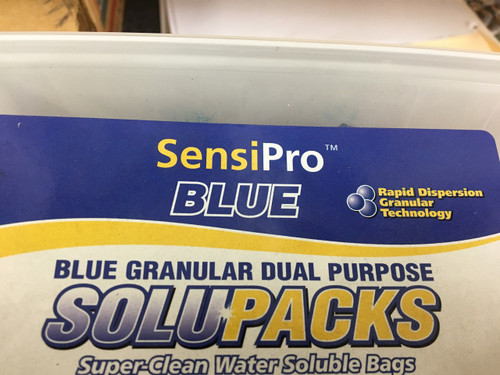 SensiPro™
BLUE
Rapid Dispersion
Granular
Technology
BLUE GRANULAR DUAL PURPOSE
SOLUPACKS
Super-Clean Water Soluble Bags